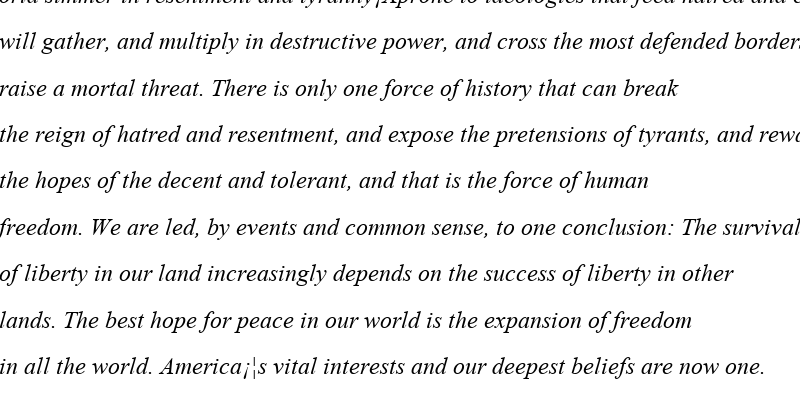 simmer in resentment and tyranny¡Xprone to ideologies that feed hatred and
will gather, and multiply in destructive power, and cross the most defended
raise a mortal threat. There is only one force of history that can break
the reign of hatred and resentment, and expose the pretensions of tyrants, and
the hopes of the decent and tolerant, and that is the force of human
freedom. We are led, by events and common sense, to one conclusion: The survival
of liberty in our land increasingly depends on the success of liberty in other
lands. The best hope for peace in our world is the expansion of freedom
in all the world. America¡¦s vital interests and our deepest beliefs are now one.